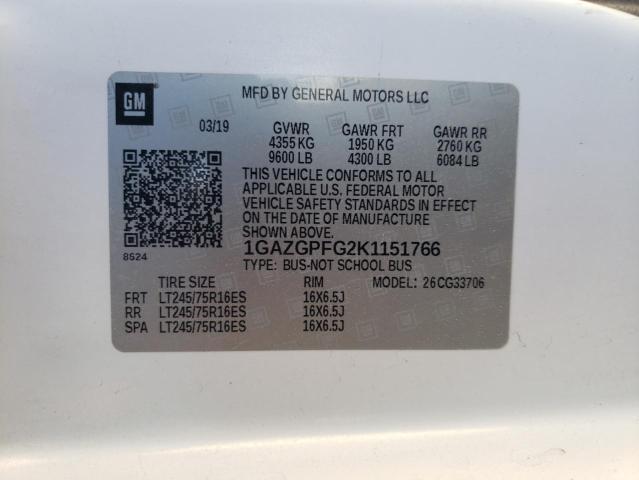 GM
MFD BY GENERAL MOTORS LLC
03/19 GVWR GAWR FRT GAWR RR
4355 KG 1950 KG 2760 KG
9600 LB 4300 LB 6084 LB
THIS VEHICLE CONFORMS TO ALL
APPLICABLE U.S. FEDERAL MOTOR
VEHICLE SAFETY STANDARDS IN EFFECT
ON THE DATE OF MANUFACTURE
SHOWN ABOVE.
8624
1GAZGPFG2K1151766
TYPE: BUS-NOT SCHOOL BUS
TIRE SIZE RIM MODEL: 26CG33706
FRT LT245/75R16ES 16X6.5J
RR LT245/75R16ES 16X6.5J
SPA LT245/75R16ES 16X6.5J